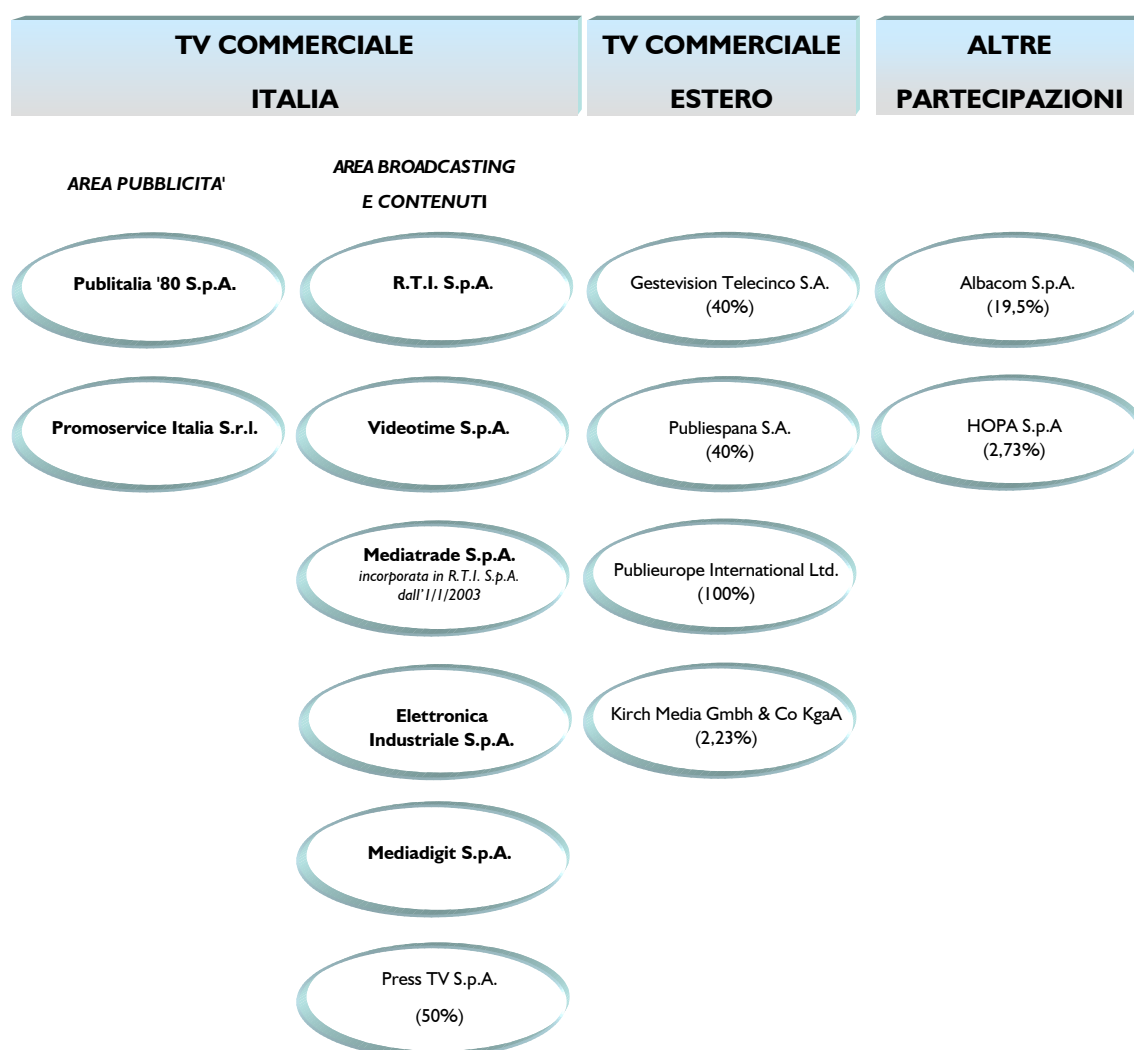 TV COMMERCIALE
ITALIA
TV COMMERCIALE
ESTERO
ALTRE
PARTECIPAZIONI
AREA PUBBLICITA'
AREA BROADCASTING
E CONTENUTI
Publitalia '80 S.p.A.
Promoservice Italia S.r.l.
R.T.I. S.p.A.
Videotime S.p.A.
Mediatrade S.p.A.
incorporata in R.T.I. S.p.A.
dall'1/1/2003
Elettronica
Industriale S.p.A.
Mediadigit S.p.A.
Press TV S.p.A.
(50%)
Gestevision Telecinco S.A.
(40%)
Publiespana S.A.
(40%)
Publieurope International Ltd.
(100%)
Kirch Media Gmbh & Co KgaA
(2,23%)
Albacom S.p.A.
(19,5%)
HOPA S.p.A
(2,73%)